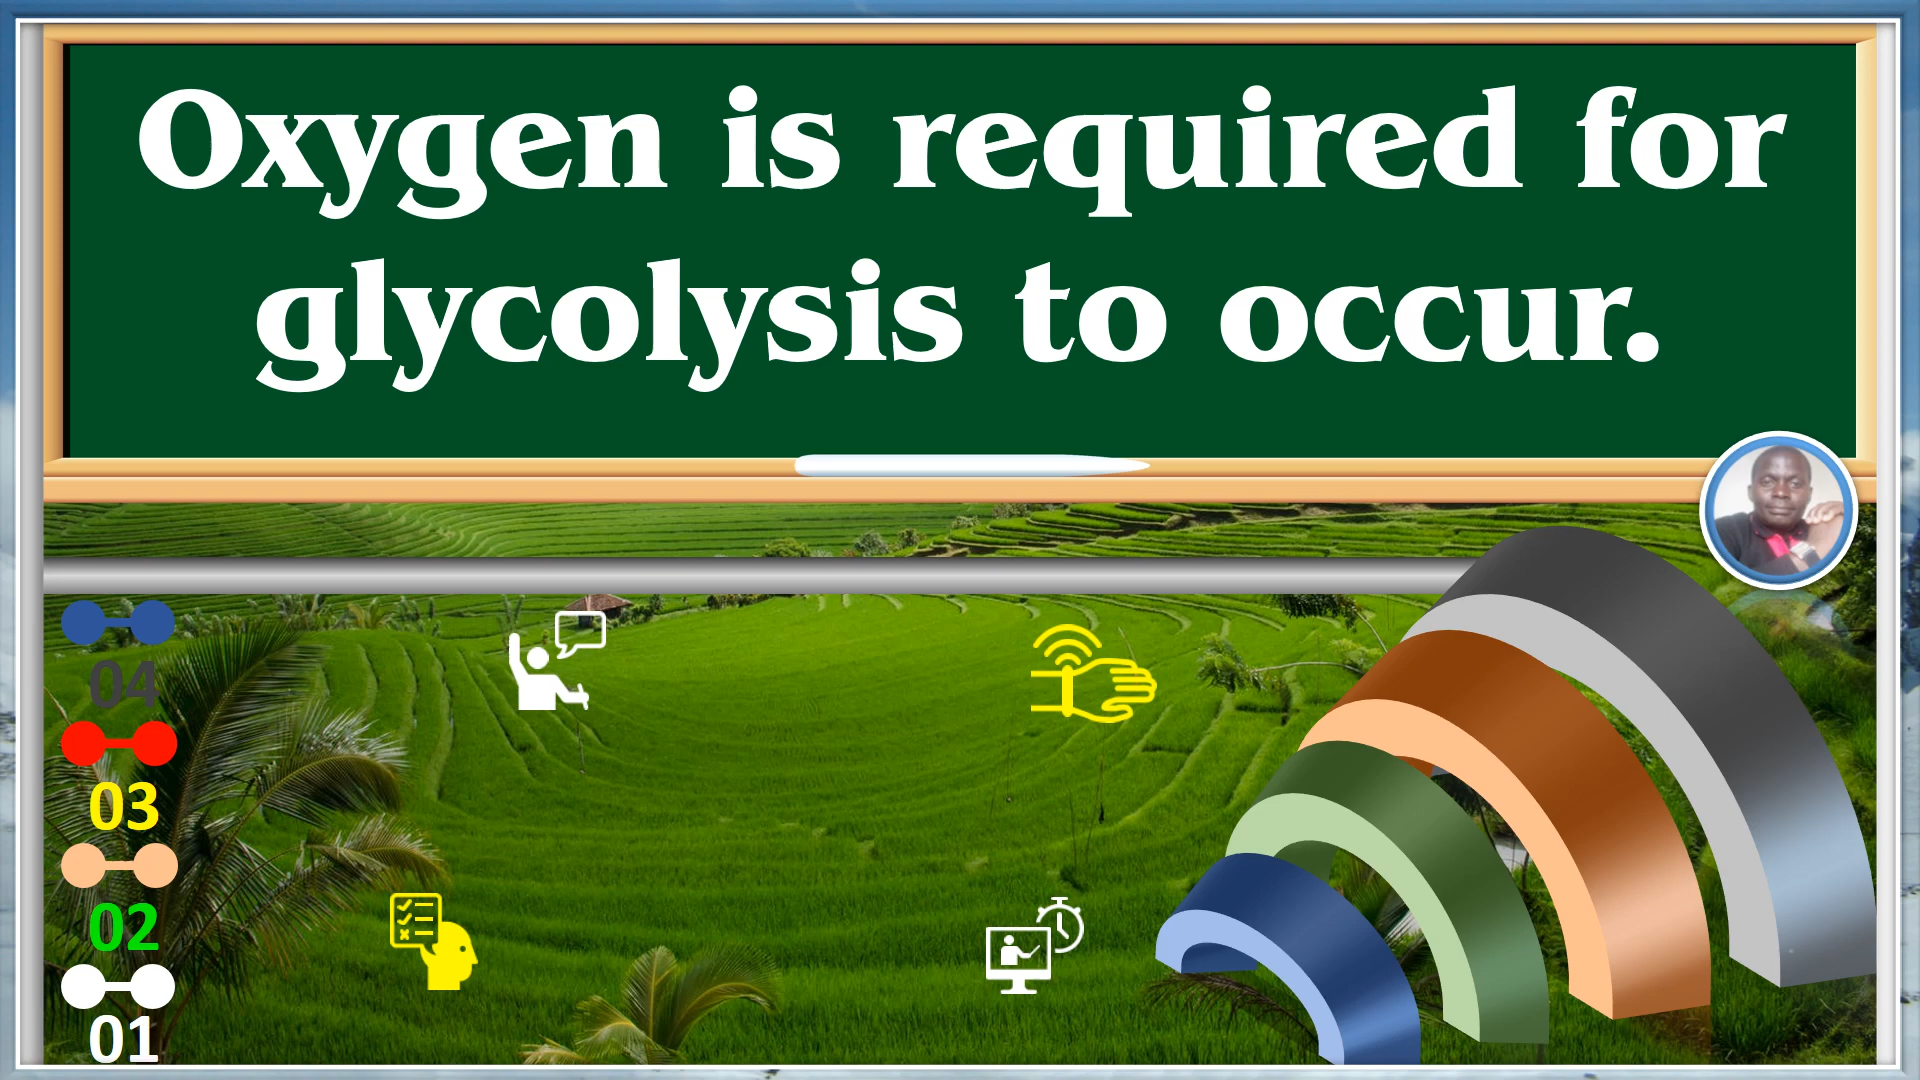 Oxygen is required for
glycolysis to occur.
04
03
02
01